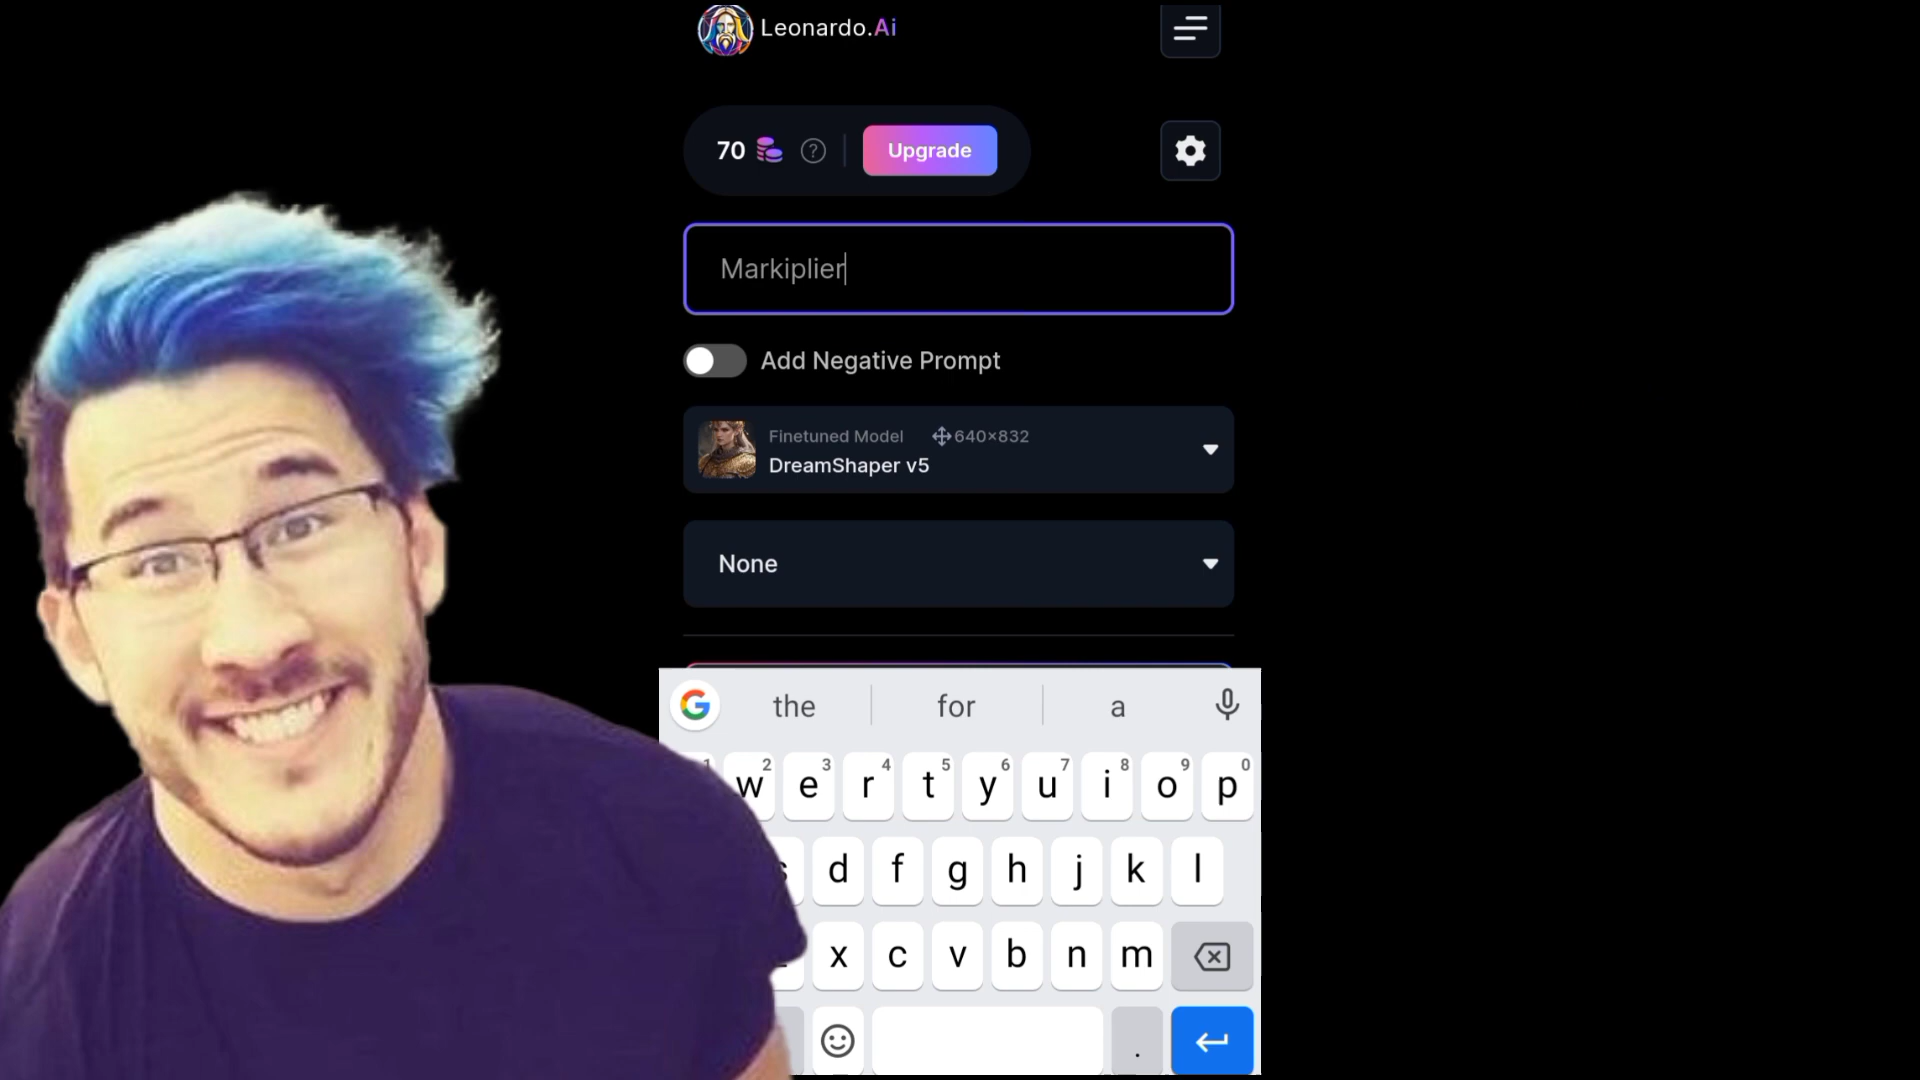 Leonardo.Ai
70 ? Upgrade
Markiplier
Add Negative Prompt
Finetuned Model 640×832
DreamShaper v5
None
G the for a
1 2 3 4 5 6 7 8 9 0
w e r t y u i o p
d f g h j k l
x c v b n m
.